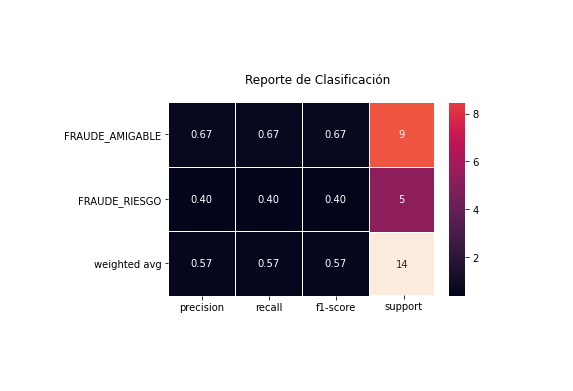 Reporte de Clasificación
FRAUDE_AMIGABLE 0.67 0.67 0.67 9
FRAUDE_RIESGO 0.40 0.40 0.40 5
weighted avg 0.57 0.57 0.57 14
precision recall f1-score support
8
6
4
2